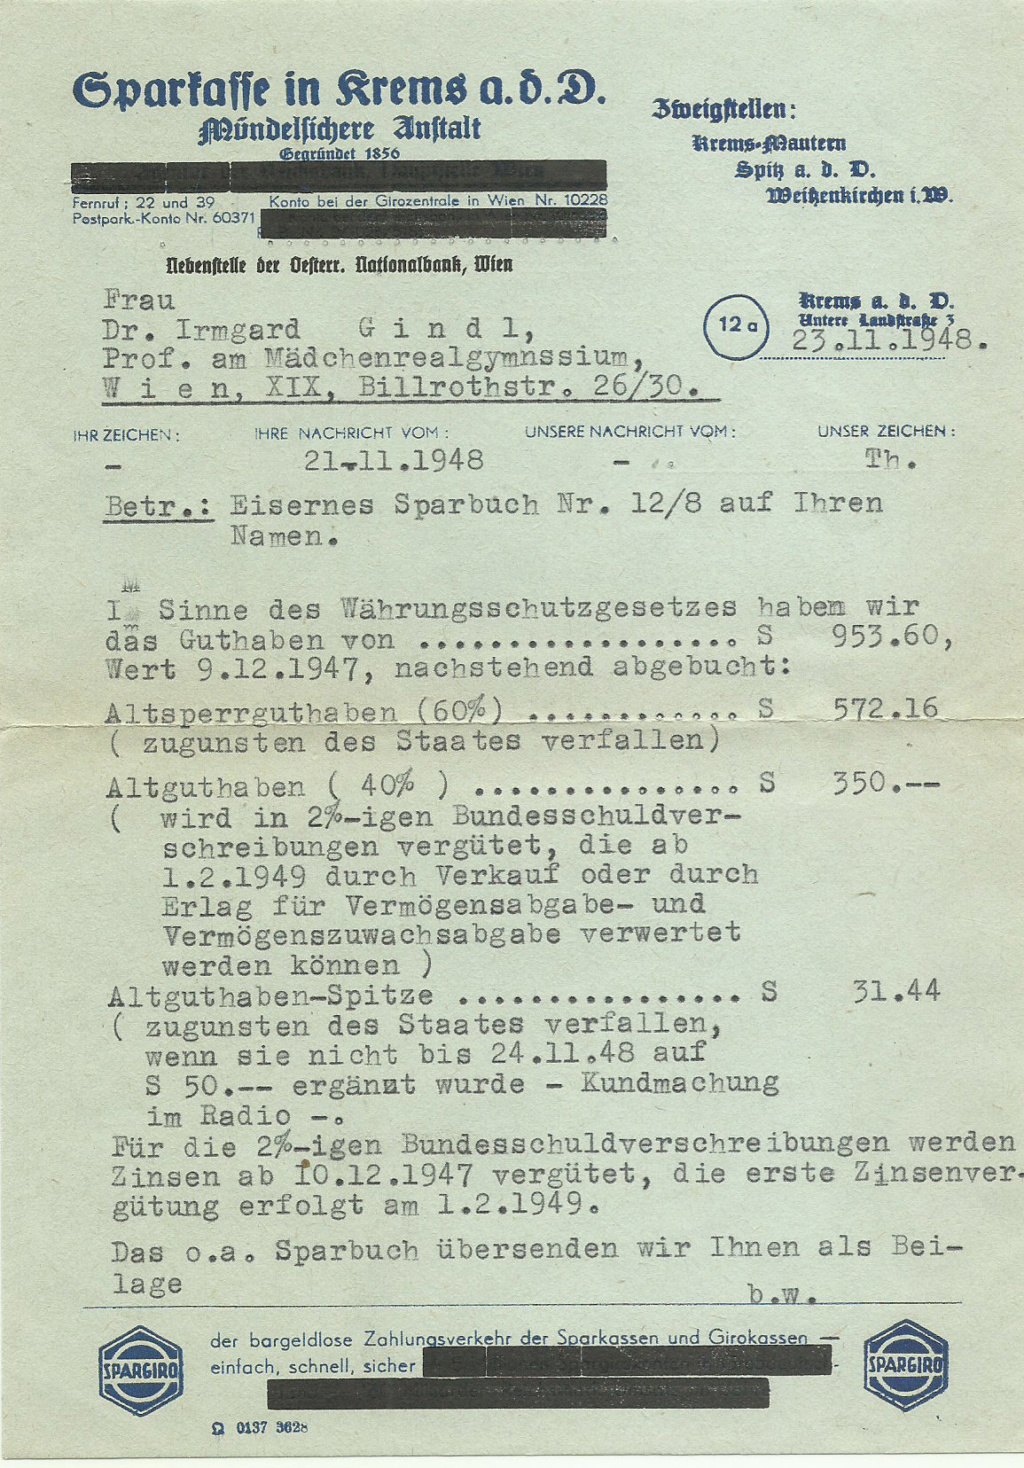 Sparkasse in Krems a.d.D.
Mündelsichere Anstalt
Gegründet 1856
Zweigstellen:
Krems-Mautern
Spitz a. d. D.
Weißenkirchen i. W.
Fernruf; 22 und 39
Konto bei der Girozentrale in Wien Nr. 10228
Postspark.-Konto Nr. 60371
Nebenstelle der Oesterr. Nationalbank, Wien
Frau
Dr. Irmgard G i n d l,
Prof. am Mädchenrealgymnssium,
W i e n, XIX, Billrothstr. 26/30.
12a
Krems a. d. D.
Untere Landstraße 3
23.11.1948.
IHR ZEICHEN:
IHRE NACHRICHT VOM:
UNSERE NACHRICHT VOM:
UNSER ZEICHEN:
–
21.11.1948
–
Th.
Betr.: Eisernes Sparbuch Nr. 12/8 auf Ihren
Namen.
Im Sinne des Währungsschutzgesetzes haben wir
das Guthaben von .................. S 953.60,
Wert 9.12.1947, nachstehend abgebucht:
Altsperrguthaben (60%) ............ S 572.16
( zugunsten des Staates verfallen)
Altguthaben ( 40% ) ............... S 350.--
( wird in 2%-igen Bundesschuldver-
schreibungen vergütet, die ab
1.2.1949 durch Verkauf oder durch
Erlag für Vermögensabgabe- und
Vermögenszuwachsabgabe verwertet
werden können )
Altguthaben-Spitze ................ S 31.44
( zugunsten des Staates verfallen,
wenn sie nicht bis 24.11.48 auf
S 50.-- ergänzt wurde - Kundmachung
im Radio -.
Für die 2%-igen Bundesschuldverschreibungen werden
Zinsen ab 10.12.1947 vergütet, die erste Zinsenver-
gütung erfolgt am 1.2.1949.
Das o.a. Sparbuch übersenden wir Ihnen als Bei-
lage
b.w.
SPARGIRO
der bargeldlose Zahlungsverkehr der Sparkassen und Girokassen —
einfach, schnell, sicher
SPARGIRO
Ω 0137 3628